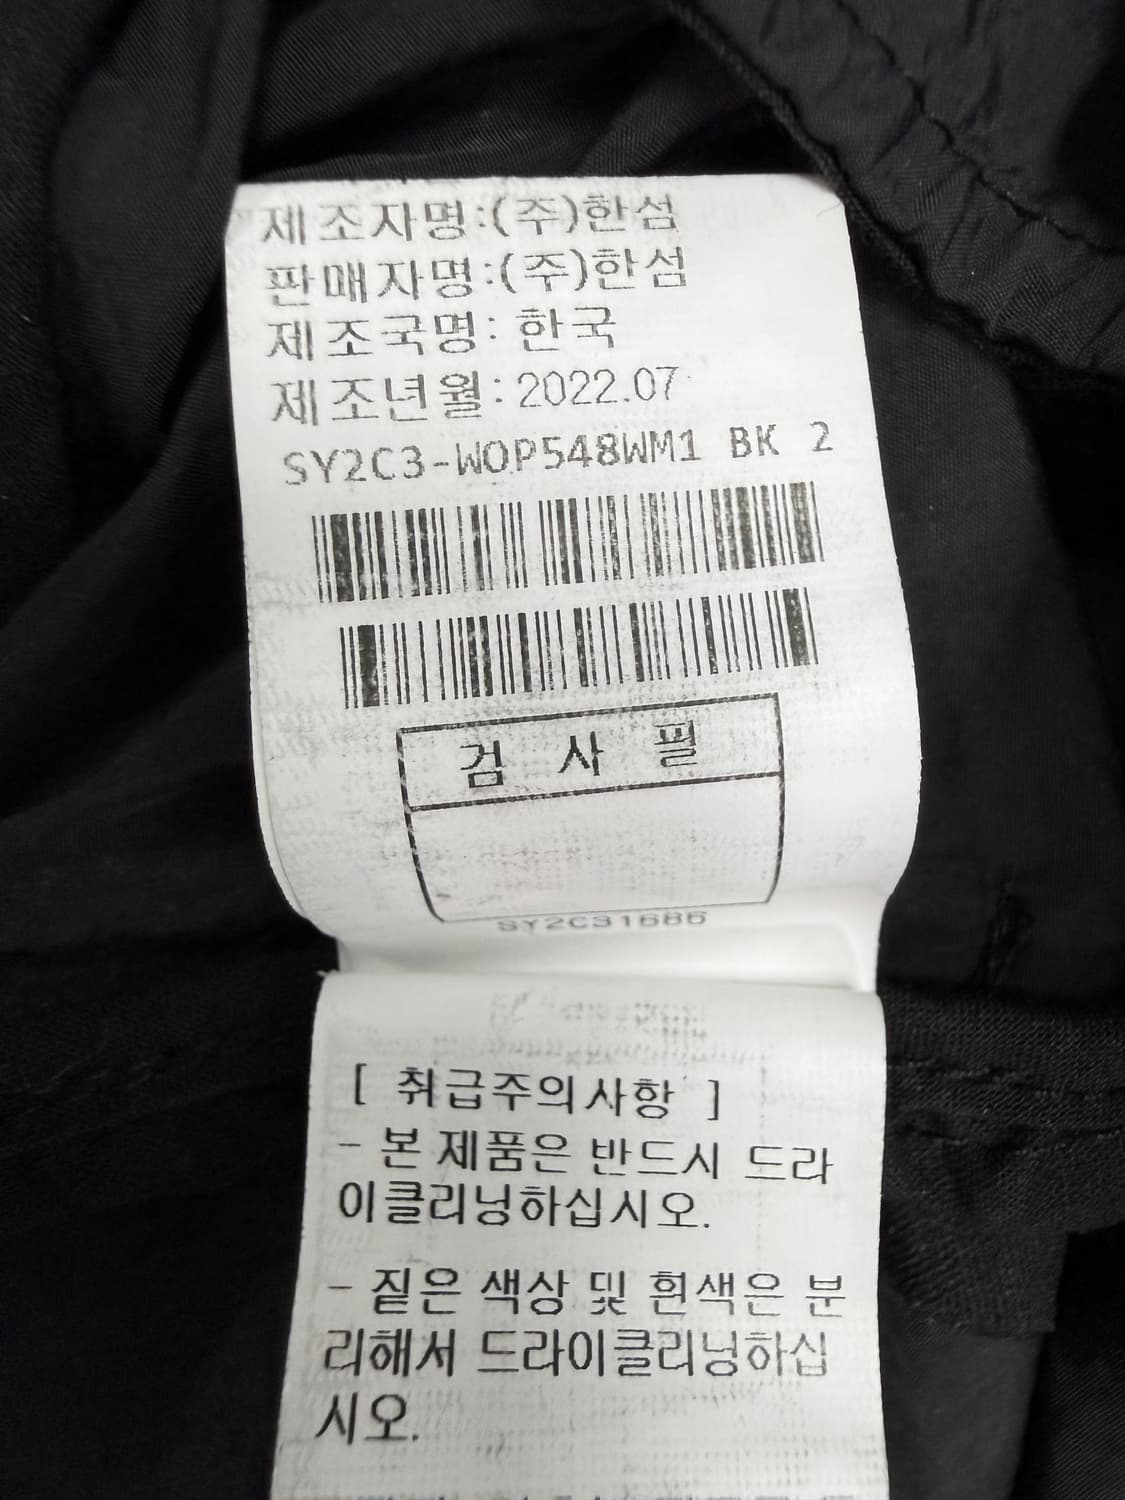 제조자명:(주)한섬
판매자명:(주)한섬
제조국명: 한국
제조년월: 2022.07
SY2C3-WOP548WM1 BK 2
검 사 필
SY2C31686
[ 취급주의사항 ]
- 본 제품은 반드시 드라
이클리닝하십시오.
- 짙은 색상 및 흰색은 분
리해서 드라이클리닝하십
시오.